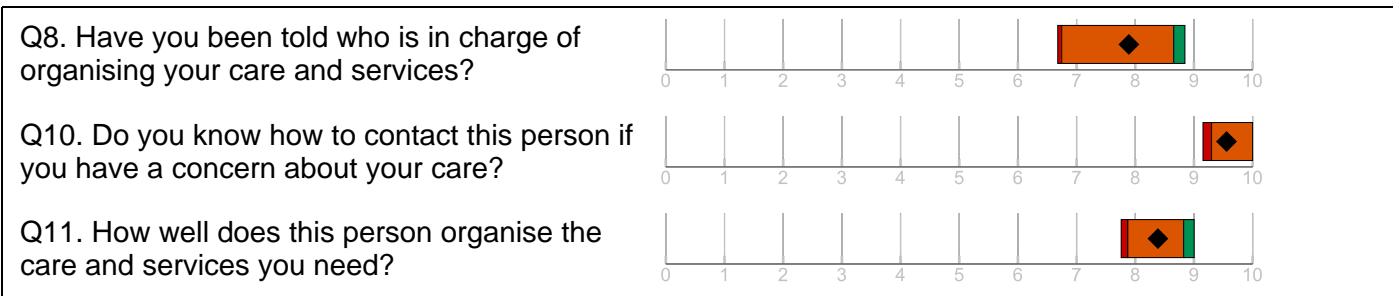 Q8. Have you been told who is in charge of
organising your care and services?
0 1 2 3 4 5 6 7 8 9 10
Q10. Do you know how to contact this person if
you have a concern about your care?
0 1 2 3 4 5 6 7 8 9 10
Q11. How well does this person organise the
care and services you need?
0 1 2 3 4 5 6 7 8 9 10